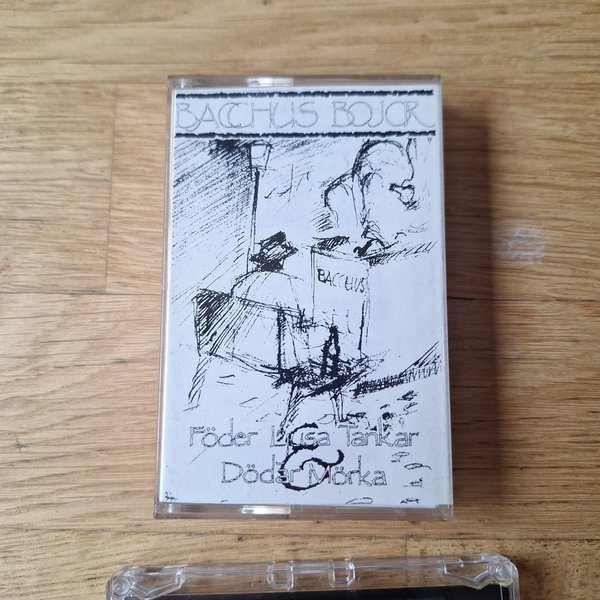 BACCHUS BOJOR
BACCHUS
Föder Ljusa Tankar
&
Dödar Mörka